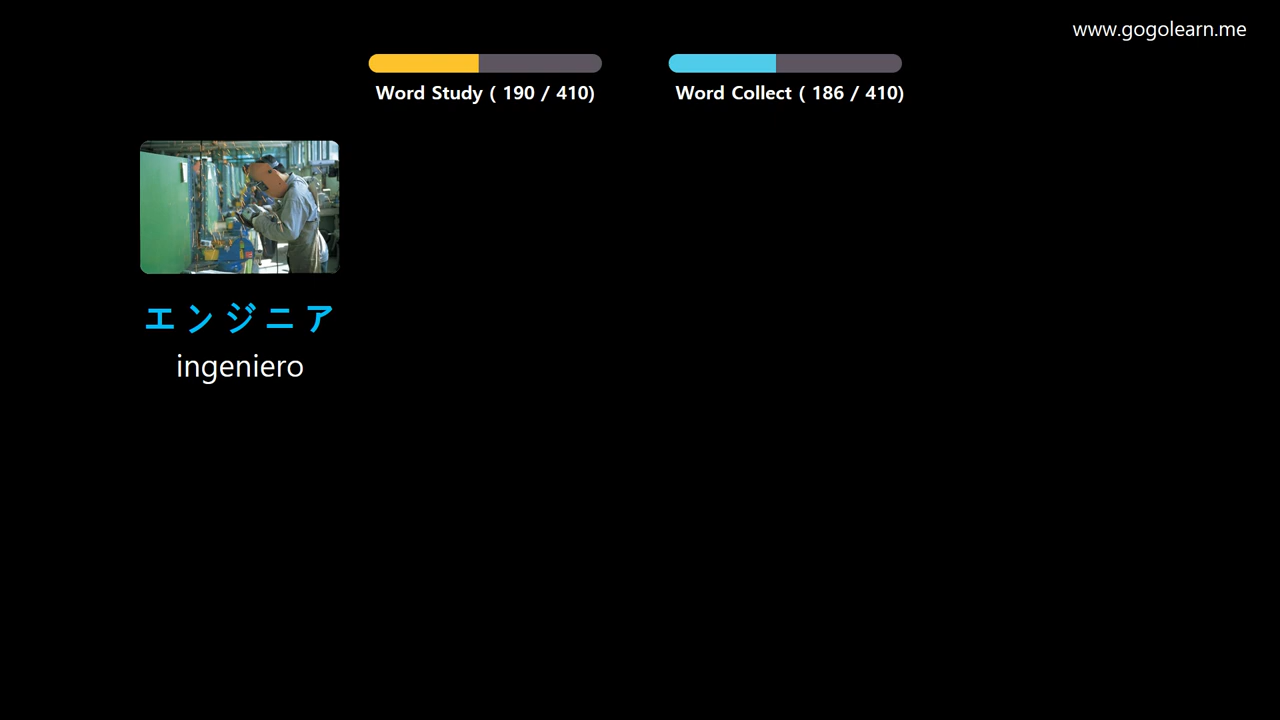 www.gogolearn.me
Word Study ( 190 / 410)
Word Collect ( 186 / 410)
エンジニア
ingeniero